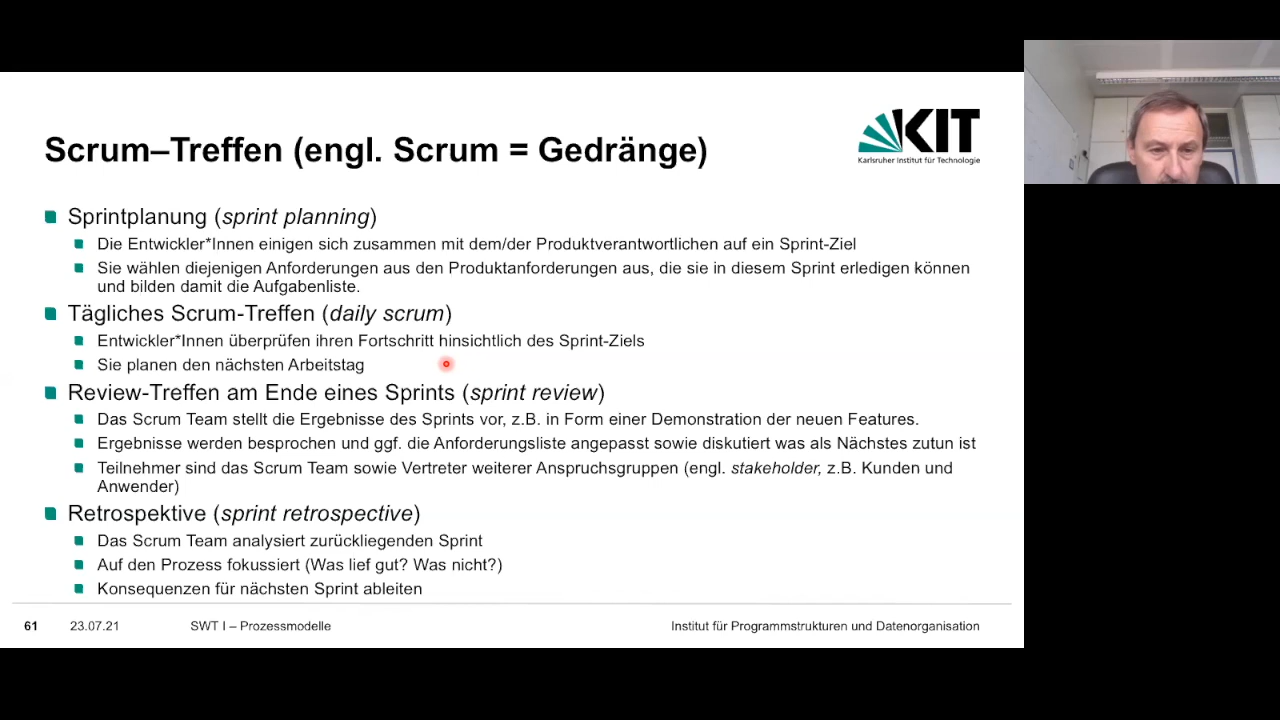 Scrum–Treffen (engl. Scrum = Gedränge)
KIT
Karlsruher Institut für Technologie
Sprintplanung (sprint planning)
Die Entwickler*Innen einigen sich zusammen mit dem/der Produktverantwortlichen auf ein Sprint-Ziel
Sie wählen diejenigen Anforderungen aus den Produktanforderungen aus, die sie in diesem Sprint erledigen können
und bilden damit die Aufgabenliste.
Tägliches Scrum-Treffen (daily scrum)
Entwickler*Innen überprüfen ihren Fortschritt hinsichtlich des Sprint-Ziels
Sie planen den nächsten Arbeitstag
Review-Treffen am Ende eines Sprints (sprint review)
Das Scrum Team stellt die Ergebnisse des Sprints vor, z.B. in Form einer Demonstration der neuen Features.
Ergebnisse werden besprochen und ggf. die Anforderungsliste angepasst sowie diskutiert was als Nächstes zutun ist
Teilnehmer sind das Scrum Team sowie Vertreter weiterer Anspruchsgruppen (engl. stakeholder, z.B. Kunden und
Anwender)
Retrospektive (sprint retrospective)
Das Scrum Team analysiert zurückliegenden Sprint
Auf den Prozess fokussiert (Was lief gut? Was nicht?)
Konsequenzen für nächsten Sprint ableiten
61 23.07.21 SWT I – Prozessmodelle Institut für Programmstrukturen und Datenorganisation